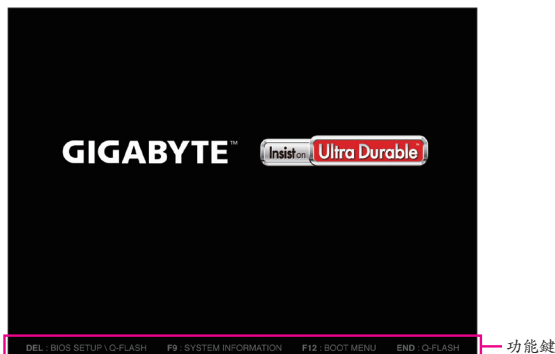 GIGABYTE™ Insist on Ultra Durable™
DEL : BIOS SETUP \ Q-FLASH F9 : SYSTEM INFORMATION F12 : BOOT MENU END : Q-FLASH
功能鍵